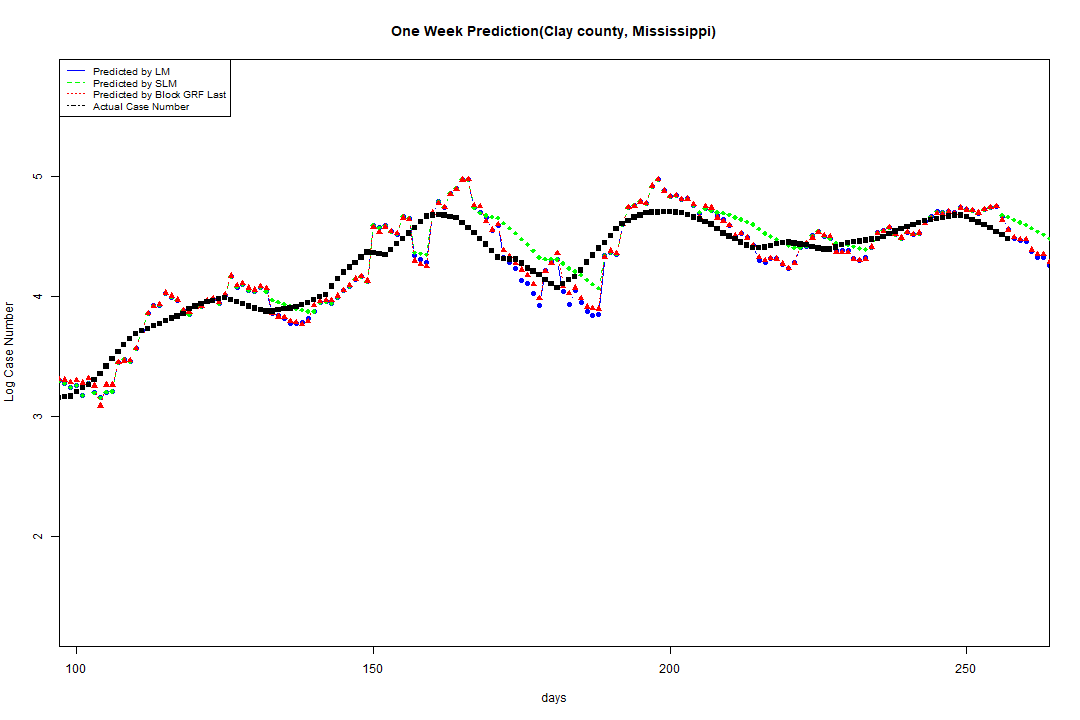 One Week Prediction(Clay county, Mississippi)
Predicted by LM
Predicted by SLM
Predicted by Block GRF Last
Actual Case Number
5
4
3
2
Log Case Number
100 150 200 250
days